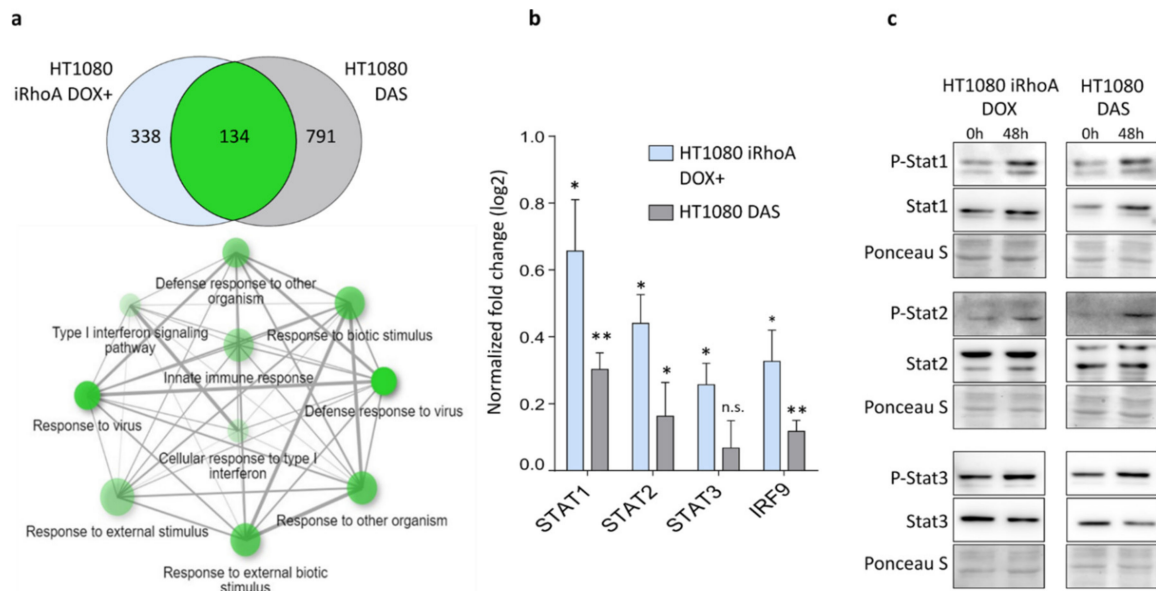 a
HT1080
iRhoA DOX+
HT1080
DAS
338
134
791
Defense response to other
organism
Type I interferon signaling
pathway
Response to biotic stimulus
Innate immune response
Response to virus
Defense response to virus
Cellular response to type I
interferon
Response to external stimulus
Response to other organism
Response to external biotic
stimulus
b
Normalized fold change (log2)
1.0
0.8
0.6
0.4
0.2
0.0
HT1080 iRhoA
DOX+
HT1080 DAS
*
**
*
*
*
n.s.
*
**
STAT1
STAT2
STAT3
IRF9
c
HT1080 iRhoA
DOX
HT1080
DAS
0h 48h 0h 48h
P-Stat1
Stat1
Ponceau S
P-Stat2
Stat2
Ponceau S
P-Stat3
Stat3
Ponceau S